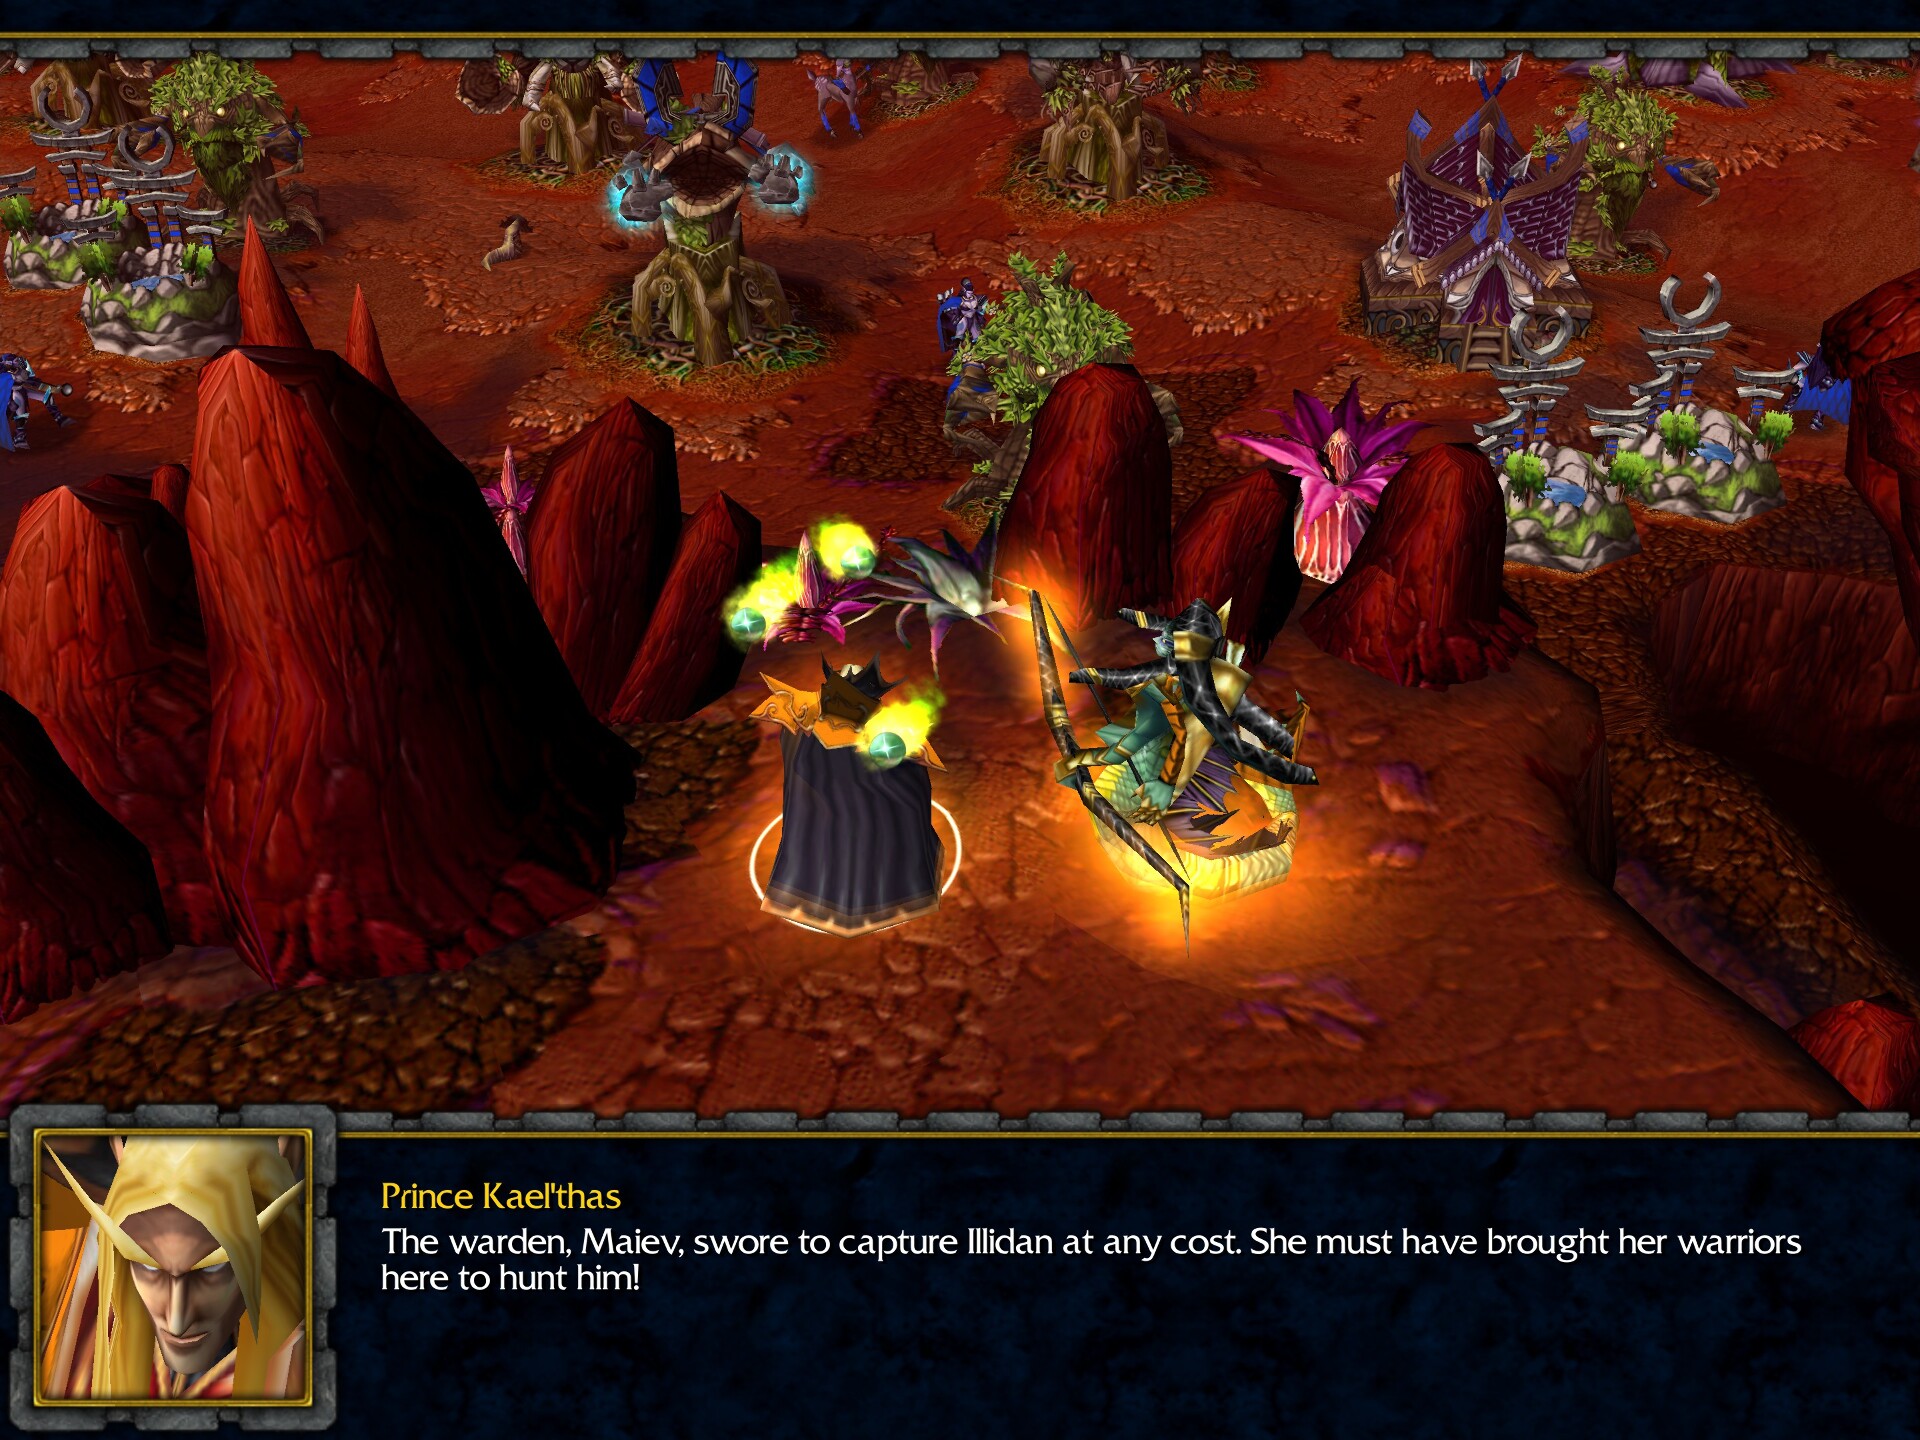 Prince Kael'thas
The warden, Maiev, swore to capture Illidan at any cost. She must have brought her warriors
here to hunt him!